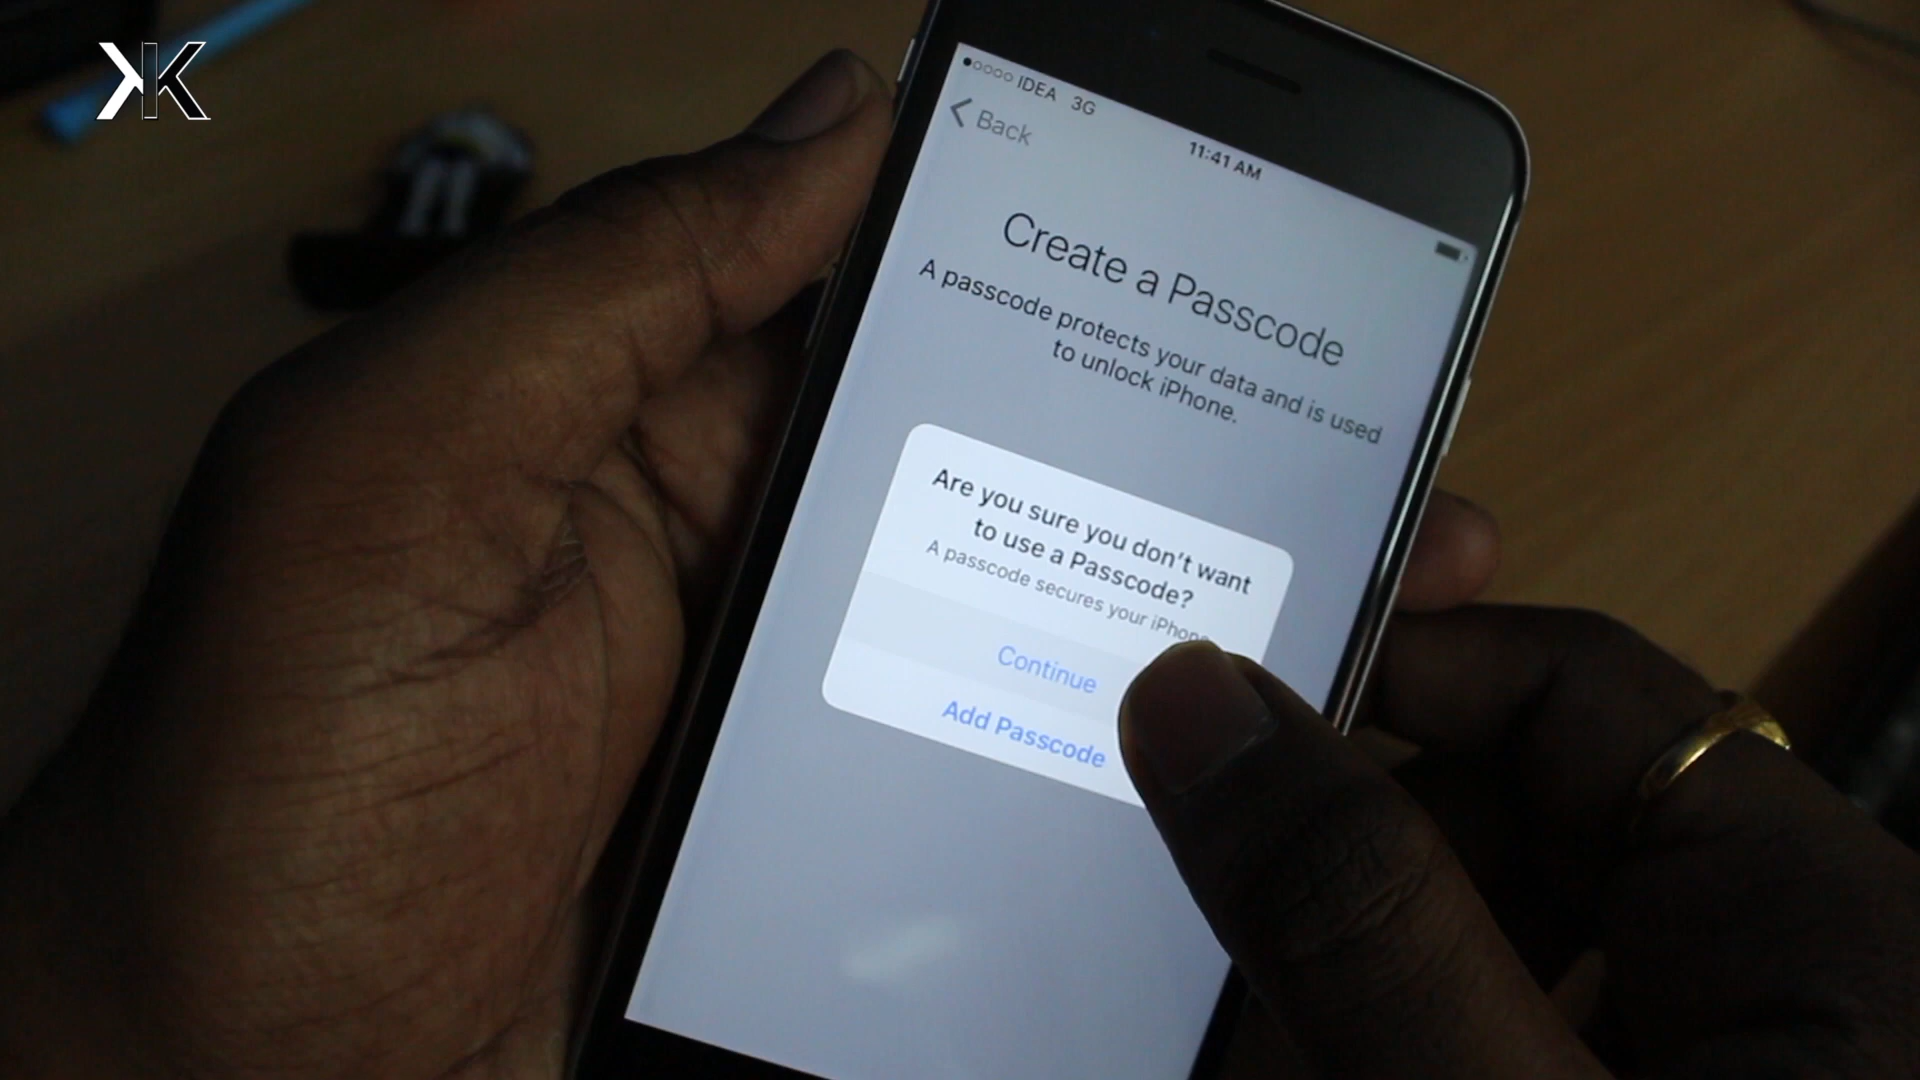 KK
IDEA 3G
11:41 AM
Back
Create a Passcode
A passcode protects your data and is used
to unlock iPhone.
Are you sure you don't want
to use a Passcode?
A passcode secures your
Continue
Add Passcode